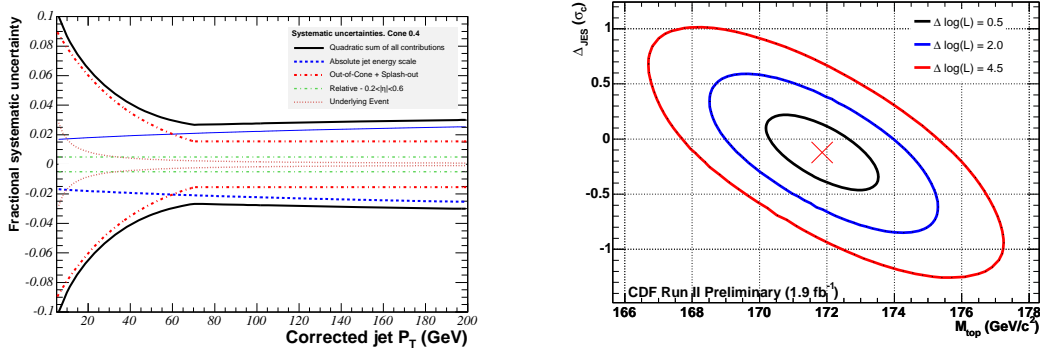 Fractional systematic uncertainty
0.1
0.08
0.06
0.04
0.02
0
-0.02
-0.04
-0.06
-0.08
-0.1
Systematic uncertainties. Cone 0.4
Quadratic sum of all contributions
Absolute jet energy scale
Out-of-Cone + Splash-out
Relative - 0.2<|η|<0.6
Underlying Event
20 40 60 80 100 120 140 160 180 200
Corrected jet P_T (GeV)
Δ_JES (σ_c)
1
0.5
0
-0.5
-1
Δ log(L) = 0.5
Δ log(L) = 2.0
Δ log(L) = 4.5
CDF Run II Preliminary (1.9 fb⁻¹)
166 168 170 172 174 176 178
M_top (GeV/c²)